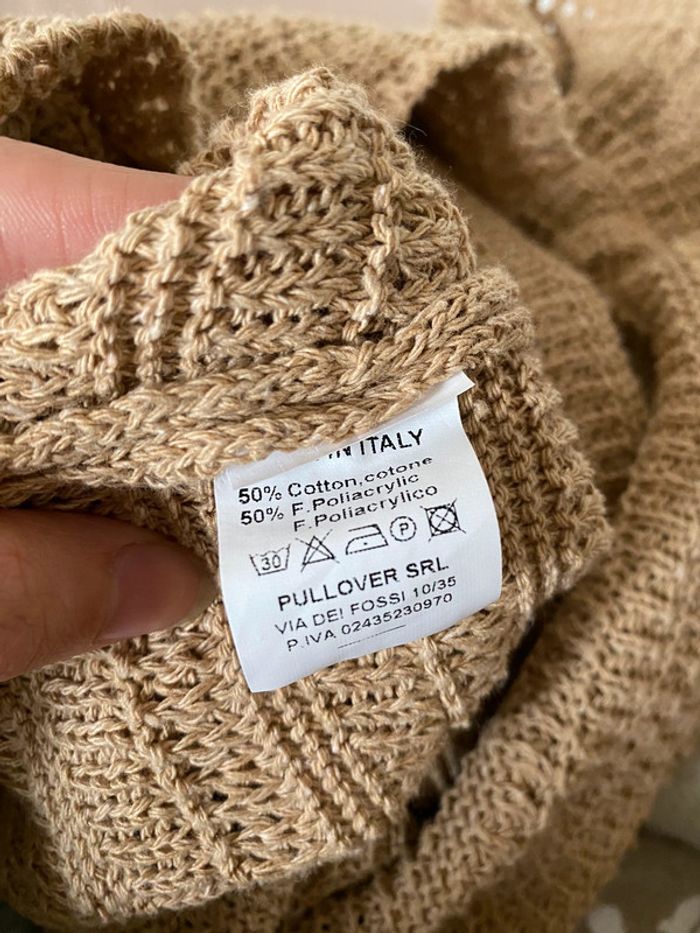 IN ITALY
50% Cotton,cotone
50% F.Poliacrylic
F.Poliacrylico
30 P
PULLOVER SRL
VIA DEI FOSSI 10/35
P.IVA 02435230970